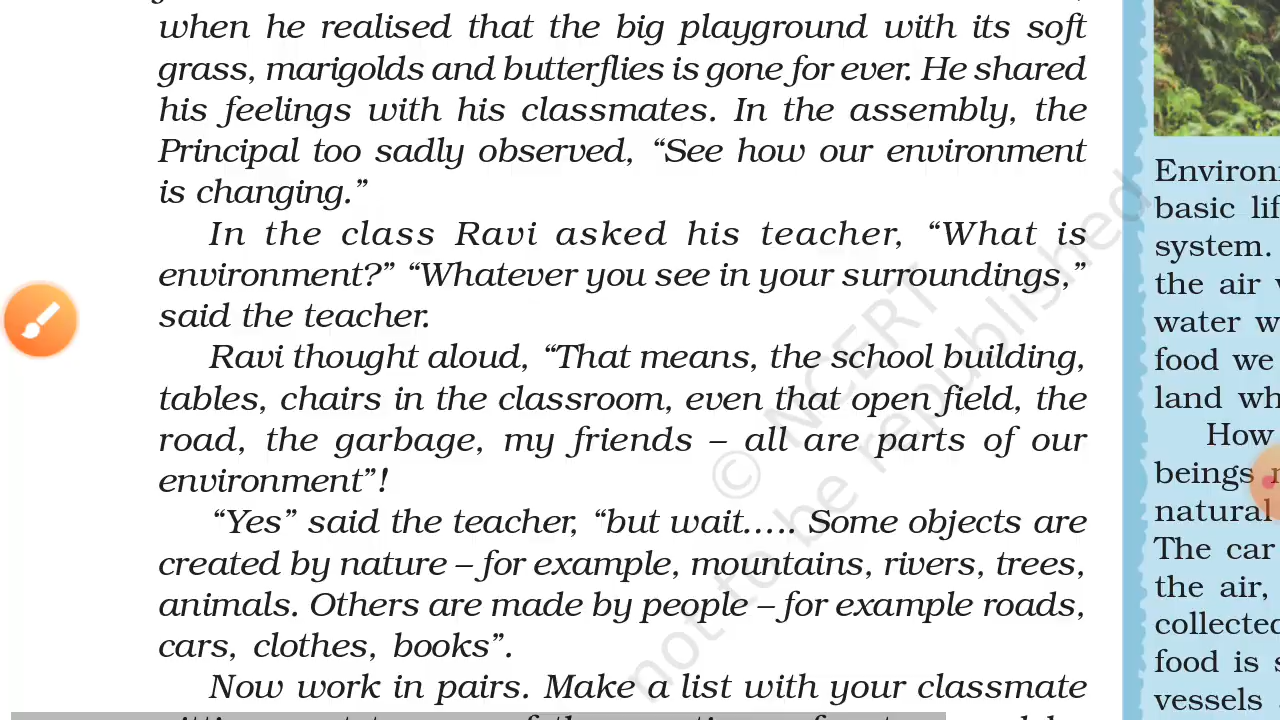 when he realised that the big playground with its soft
grass, marigolds and butterflies is gone for ever. He shared
his feelings with his classmates. In the assembly, the
Principal too sadly observed, “See how our environment
is changing.”
In the class Ravi asked his teacher, “What is
environment?” “Whatever you see in your surroundings,”
said the teacher.
Ravi thought aloud, “That means, the school building,
tables, chairs in the classroom, even that open field, the
road, the garbage, my friends – all are parts of our
environment”!
“Yes” said the teacher, “but wait..... Some objects are
created by nature – for example, mountains, rivers, trees,
animals. Others are made by people – for example roads,
cars, clothes, books”.
Now work in pairs. Make a list with your classmate
basic
system.
the air
water
food we
land
How
beings
natural
The car
the air,
collected
food is
vessels
© NCERT
not to be republished